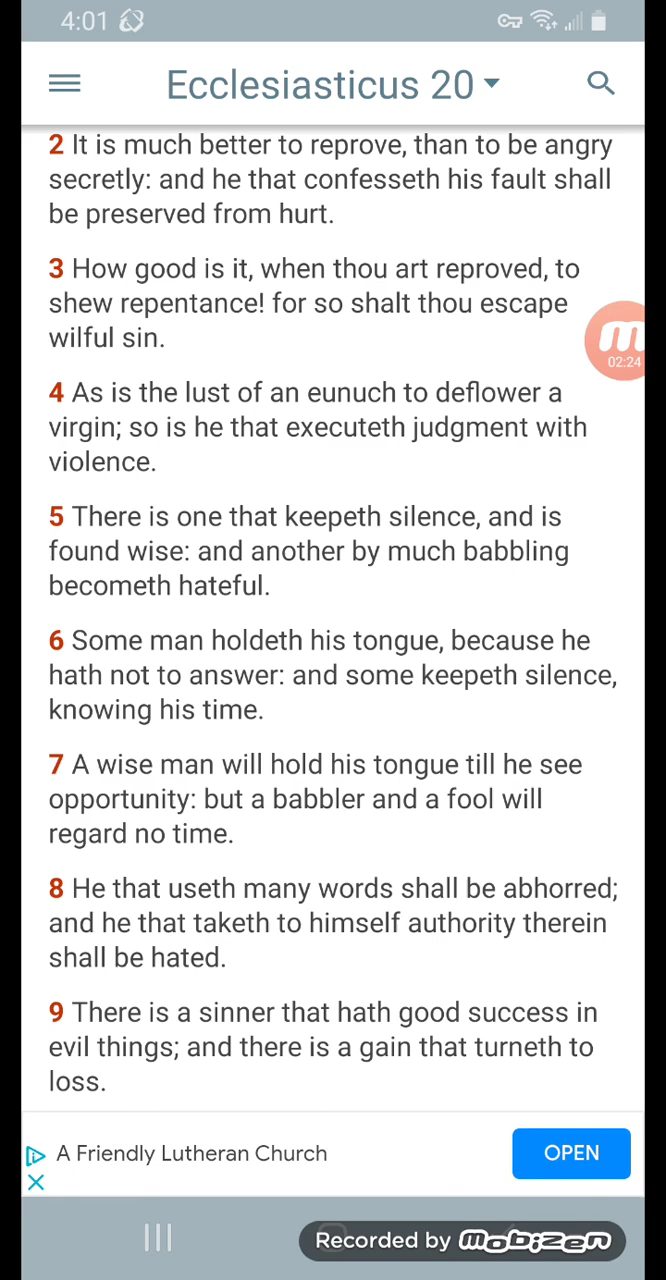 4:01
Ecclesiasticus 20
2 It is much better to reprove, than to be angry
secretly: and he that confesseth his fault shall
be preserved from hurt.
3 How good is it, when thou art reproved, to
shew repentance! for so shalt thou escape
wilful sin.
02:24
4 As is the lust of an eunuch to deflower a
virgin; so is he that executeth judgment with
violence.
5 There is one that keepeth silence, and is
found wise: and another by much babbling
becometh hateful.
6 Some man holdeth his tongue, because he
hath not to answer: and some keepeth silence,
knowing his time.
7 A wise man will hold his tongue till he see
opportunity: but a babbler and a fool will
regard no time.
8 He that useth many words shall be abhorred;
and he that taketh to himself authority therein
shall be hated.
9 There is a sinner that hath good success in
evil things; and there is a gain that turneth to
loss.
A Friendly Lutheran Church
OPEN
Recorded by mobizen